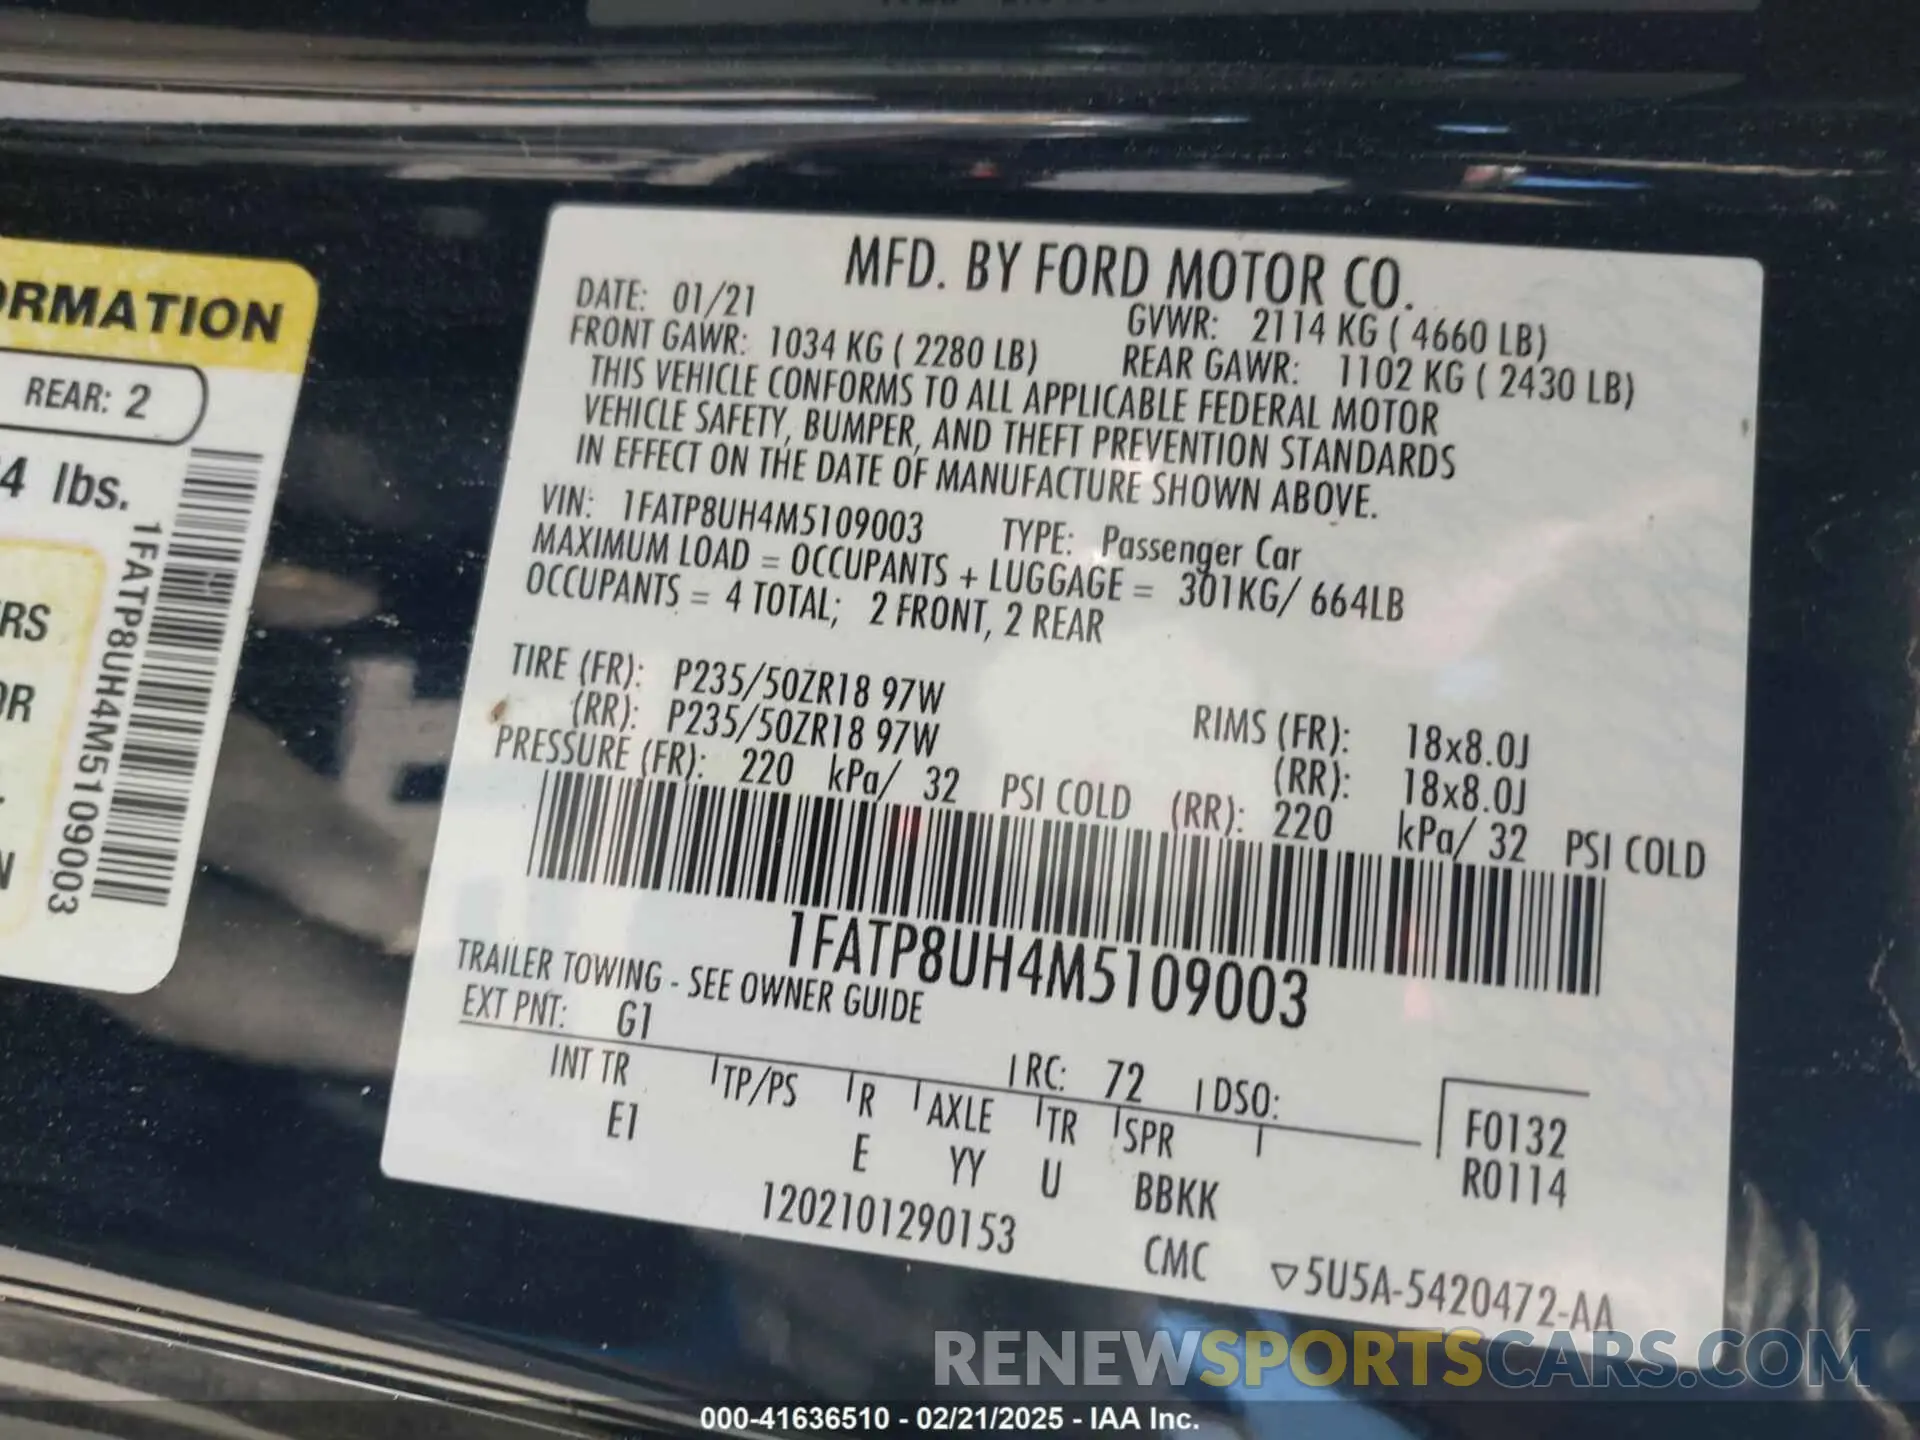 MFD. BY FORD MOTOR CO.
DATE: 01/21
GVWR: 2114 KG ( 4660 LB)
FRONT GAWR: 1034 KG ( 2280 LB)
REAR GAWR: 1102 KG ( 2430 LB)
THIS VEHICLE CONFORMS TO ALL APPLICABLE FEDERAL MOTOR
VEHICLE SAFETY, BUMPER, AND THEFT PREVENTION STANDARDS
IN EFFECT ON THE DATE OF MANUFACTURE SHOWN ABOVE.
VIN: 1FATP8UH4M5109003 TYPE: Passenger Car
MAXIMUM LOAD = OCCUPANTS + LUGGAGE = 301KG/ 664LB
OCCUPANTS = 4 TOTAL; 2 FRONT, 2 REAR
TIRE (FR): P235/50ZR18 97W RIMS (FR): 18x8.0J
(RR): P235/50ZR18 97W (RR): 18x8.0J
PRESSURE (FR): 220 kPa/ 32 PSI COLD (RR): 220 kPa/ 32 PSI COLD
1FATP8UH4M5109003
TRAILER TOWING - SEE OWNER GUIDE
EXT PNT: G1 RC: 72 DSO:
INT TR TP/PS R AXLE TR SPR
E1 E YY U BBKK
F0132
R0114
1202101290153 CMC 5U5A-5420472-AA
ORMATION
REAR: 2
4 lbs.
1FATP8UH4M5109003
RENEWSPORTSCARS.COM
000-41636510 - 02/21/2025 - IAA Inc.